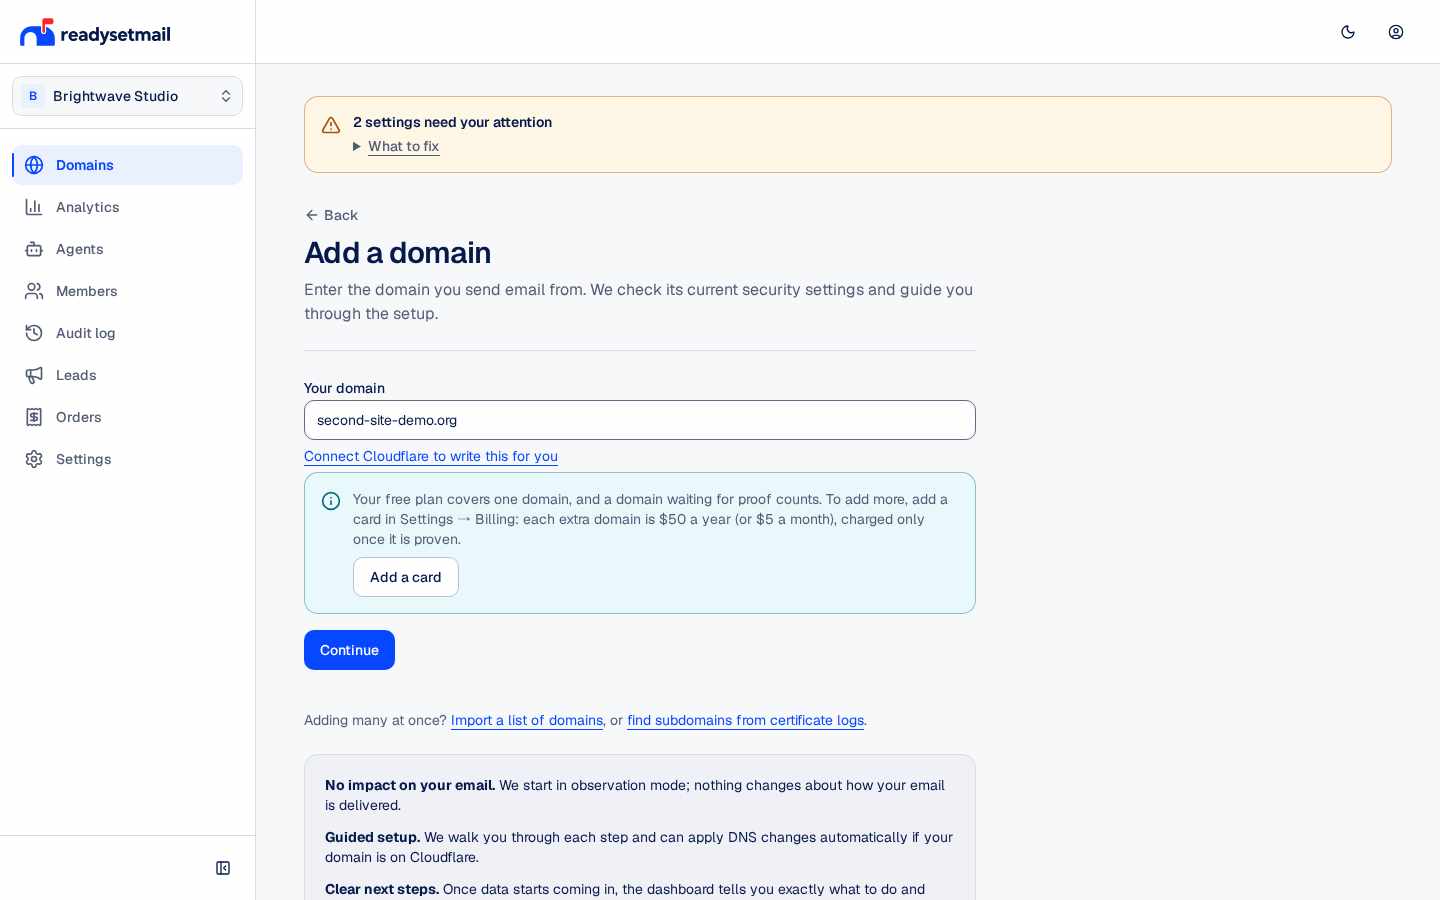 readysetmail
B Brightwave Studio
Domains
Analytics
Agents
Members
Audit log
Leads
Orders
Settings
2 settings need your attention
What to fix
Back
Add a domain
Enter the domain you send email from. We check its current security settings and guide you
through the setup.
Your domain
second-site-demo.org
Connect Cloudflare to write this for you
Your free plan covers one domain, and a domain waiting for proof counts. To add more, add a
card in Settings → Billing: each extra domain is $50 a year (or $5 a month), charged only
once it is proven.
Add a card
Continue
Adding many at once? Import a list of domains, or find subdomains from certificate logs.
No impact on your email. We start in observation mode; nothing changes about how your email
is delivered.
Guided setup. We walk you through each step and can apply DNS changes automatically if your
domain is on Cloudflare.
Clear next steps. Once data starts coming in, the dashboard tells you exactly what to do and